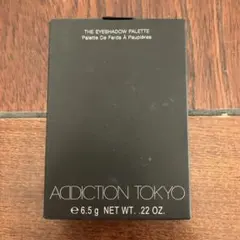 THE EYESHADOW PALETTE
Palette De Fards À Paupières
ADDICTION TOKYO
℮ 6.5 g NET WT. .22 OZ.